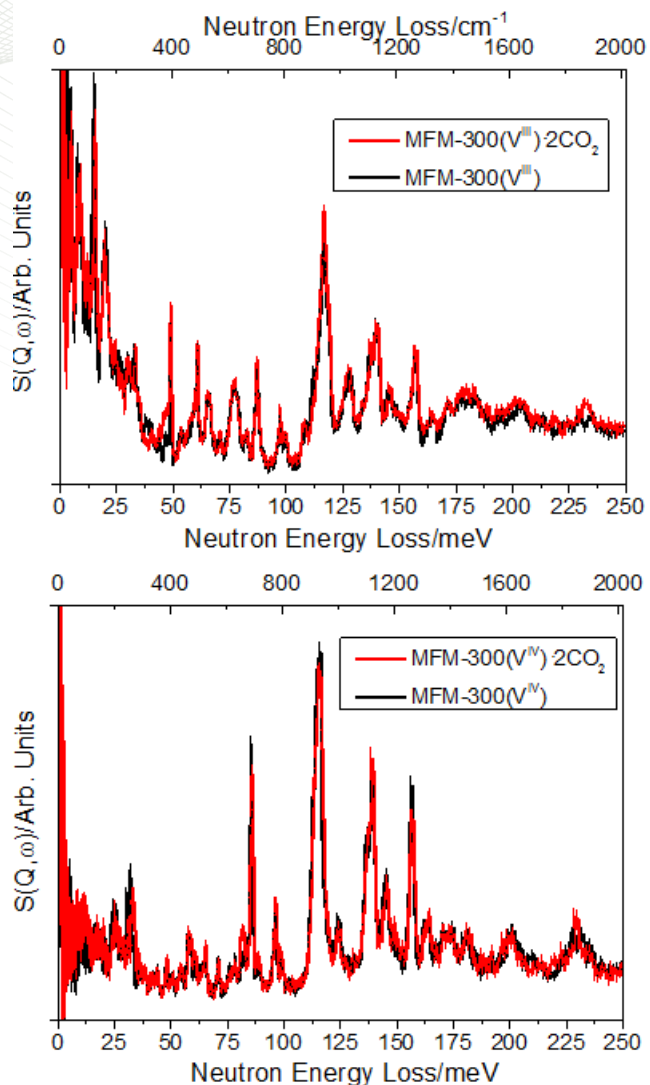 Neutron Energy Loss/cm⁻¹
0 400 800 1200 1600 2000
MFM-300(Vᴵᴵᴵ)·2CO₂
MFM-300(Vᴵᴵᴵ)
S(Q,ω)/Arb. Units
0 25 50 75 100 125 150 175 200 225 250
Neutron Energy Loss/meV
0 400 800 1200 1600 2000
MFM-300(Vᴵⱽ)·2CO₂
MFM-300(Vᴵⱽ)
S(Q,ω)/Arb. Units
0 25 50 75 100 125 150 175 200 225 250
Neutron Energy Loss/meV